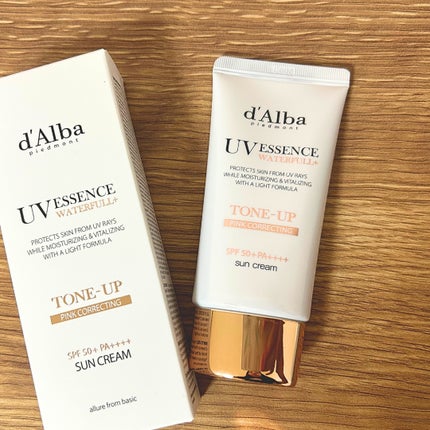 d'Alba
piedmont
UV ESSENCE
WATERFULL+
PROTECTS SKIN FROM UV RAYS
WHILE MOISTURIZING & VITALIZING
WITH A LIGHT FORMULA
TONE-UP
PINK CORRECTING
SPF 50+ PA++++
SUN CREAM
allure from basic
d'Alba
piedmont
UV ESSENCE
WATERFULL+
PROTECTS SKIN FROM UV RAYS
WHILE MOISTURIZING & VITALIZING
WITH A LIGHT FORMULA
TONE-UP
PINK CORRECTING
SPF 50+ PA++++
sun cream